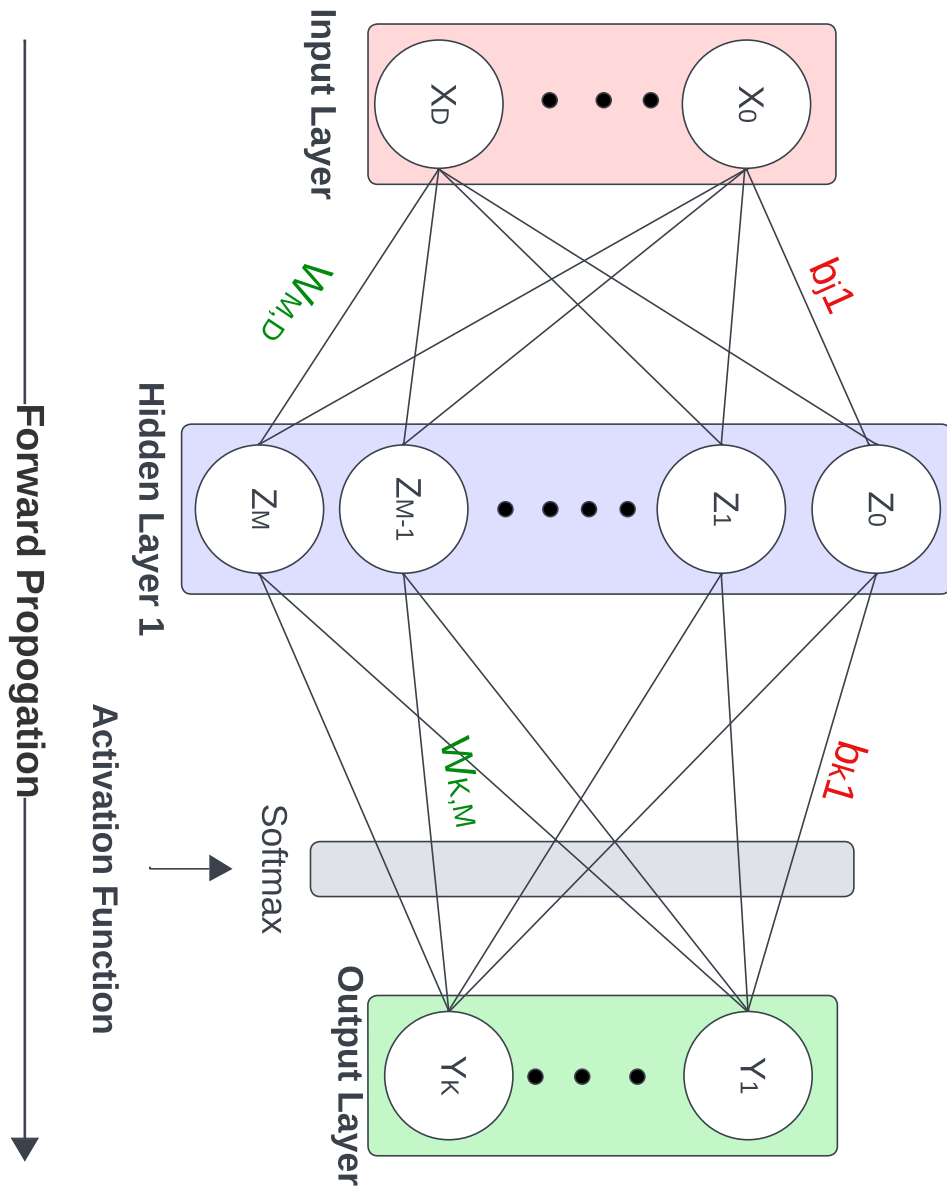 Input Layer
X0
XD
bj1
WM,D
Hidden Layer 1
Z0
Z1
ZM-1
ZM
bk1
WK,M
Activation Function
Softmax
Output Layer
Y1
YK
Forward Propogation